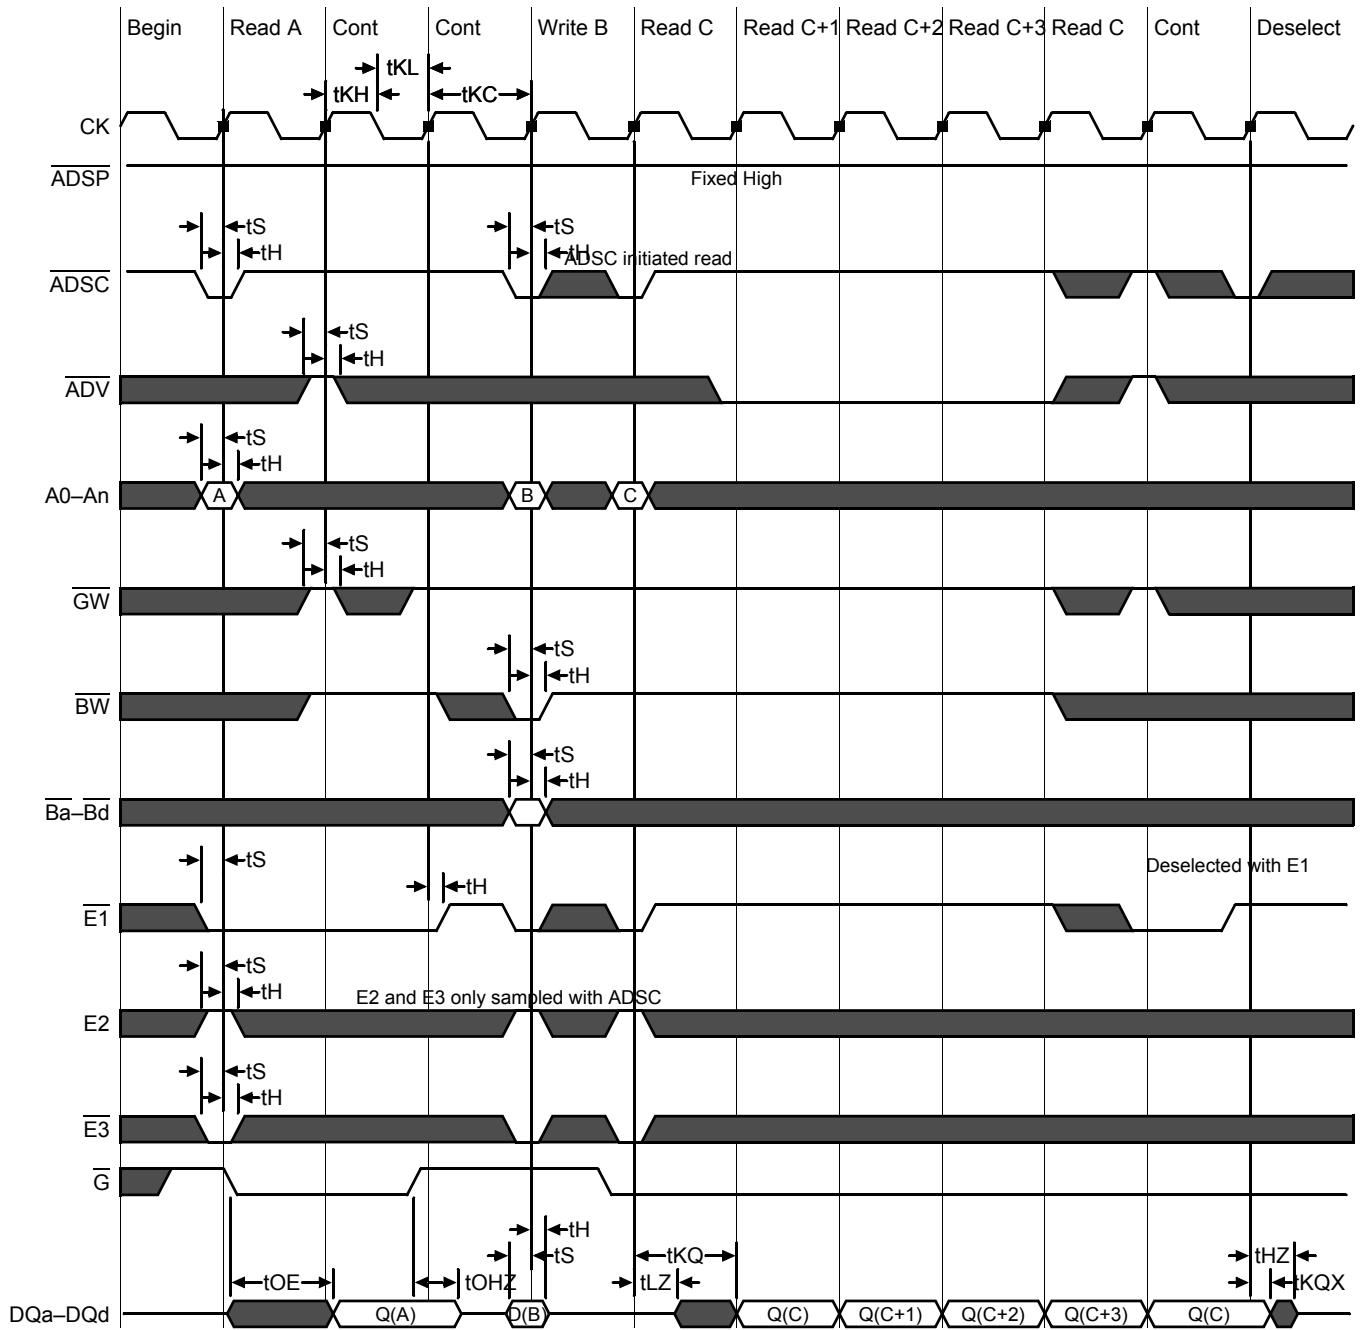 Begin Read A Cont Cont Write B Read C Read C+1 Read C+2 Read C+3 Read C Cont Deselect
tKL
tKH tKC
CK
ADSP
Fixed High
tS tS
tH tH
ADSC initiated read
ADSC
tS
tH
ADV
tS
tH
A0–An A B C
tS
tH
GW
tS
tH
BW
tS
tH
Ba–Bd
tS
Deselected with E1
tH
E1
tS
tH
E2 and E3 only sampled with ADSC
E2
tS
tH
E3
G
tH
tS tKQ tHZ
tOE tOHZ tLZ tKQX
DQa–DQd Q(A) D(B) Q(C) Q(C+1) Q(C+2) Q(C+3) Q(C)